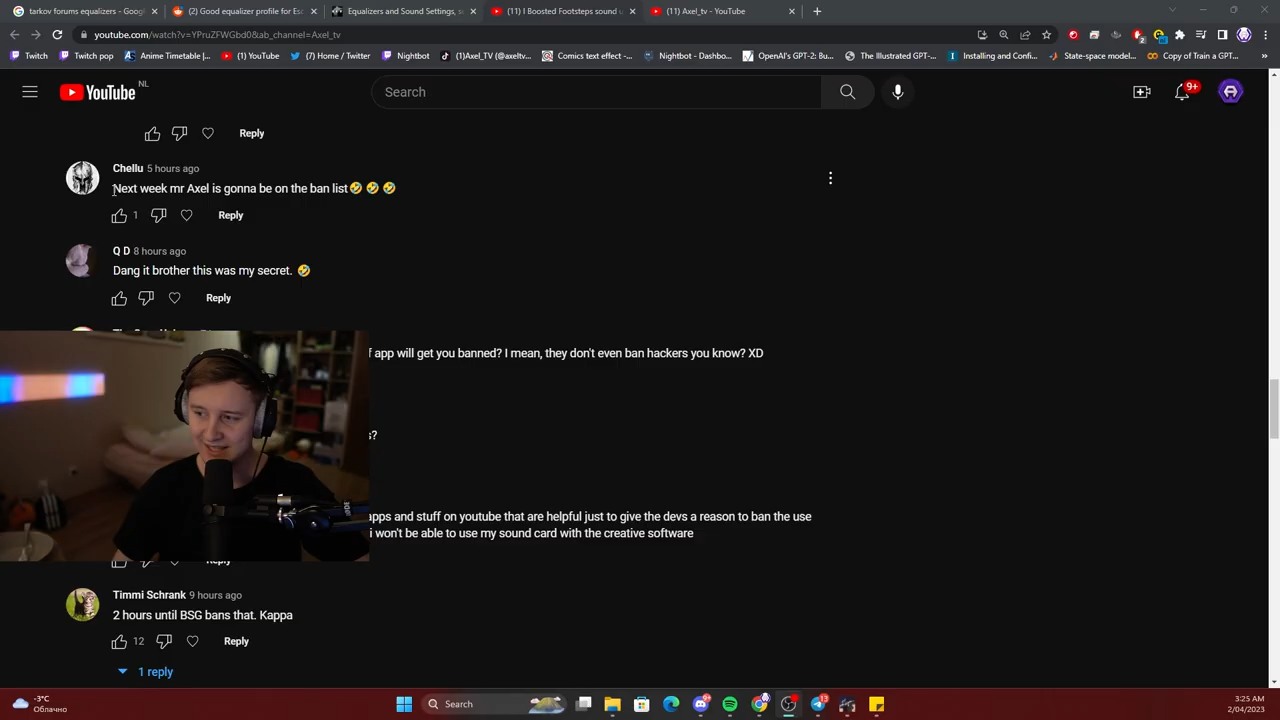 tarkov forums equalizers - Googl
(2) Good equalizer profile for Esc
Equalizers and Sound Settings, s
(11) I Boosted Footsteps sound u
(11) Axel_tv - YouTube
youtube.com/watch?v=YPruZFWGbd0&ab_channel=Axel_tv
Twitch
Twitch pop
Anime Timetable |...
(1) YouTube
(7) Home / Twitter
Nightbot
(1)Axel_TV (@axeltv...
Comics text effect -...
Nightbot - Dashbo...
OpenAI's GPT-2: Bu...
The Illustrated GPT-...
Installing and Confi...
State-space model...
Copy of Train a GPT...
YouTube NL
Search
9+
Reply
Chellu 5 hours ago
Next week mr Axel is gonna be on the ban list🤣🤣🤣
1 Reply
Q D 8 hours ago
Dang it brother this was my secret. 🤣
Reply
app will get you banned? I mean, they don't even ban hackers you know? XD
s?
apps and stuff on youtube that are helpful just to give the devs a reason to ban the use
i won't be able to use my sound card with the creative software
Timmi Schrank 9 hours ago
2 hours until BSG bans that. Kappa
12 Reply
1 reply
-3°C
Облачно
Search
3:25 AM
2/04/2023